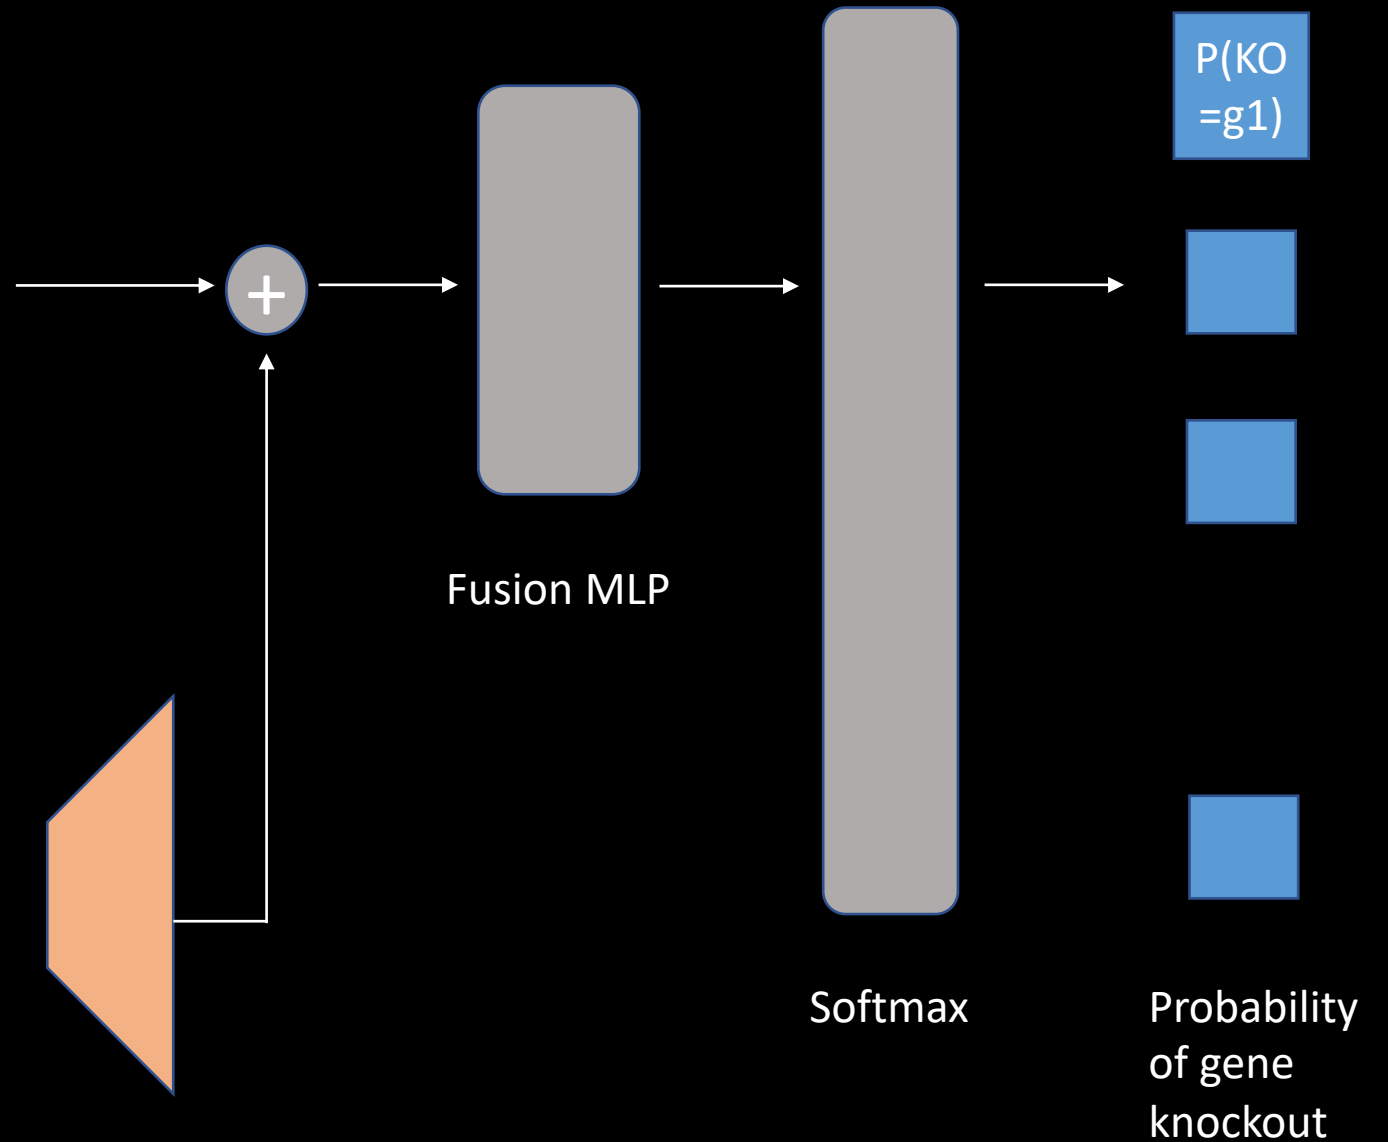 P(KO
=g1)
+
Fusion MLP
Softmax
Probability
of gene
knockout